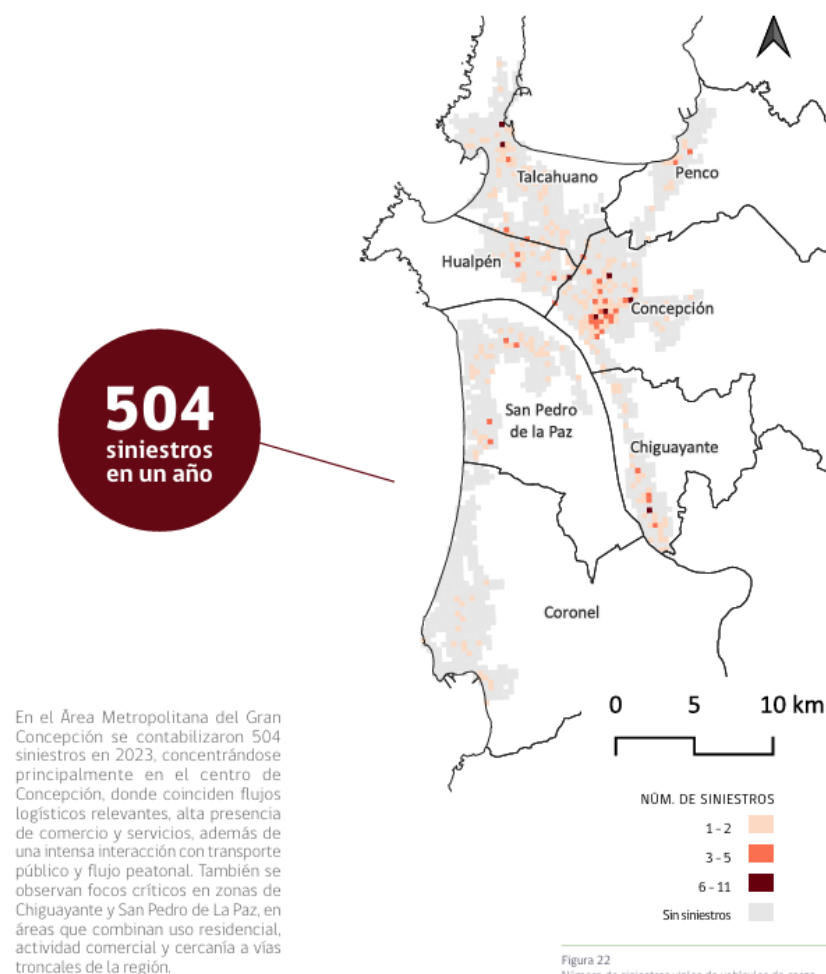 Talcahuano
Penco
Hualpén
Concepción
504
siniestros
en un año
San Pedro
de la Paz
Chiguayante
Coronel
En el Área Metropolitana del Gran
Concepción se contabilizaron 504
siniestros en 2023, concentrándose
principalmente en el centro de
Concepción, donde coinciden flujos
logísticos relevantes, alta presencia
de comercio y servicios, además de
una intensa interacción con transporte
público y flujo peatonal. También se
observan focos críticos en zonas de
Chiguayante y San Pedro de La Paz, en
áreas que combinan uso residencial,
actividad comercial y cercanía a vías
troncales de la región.
0 5 10 km
NÚM. DE SINIESTROS
1 - 2
3 - 5
6 - 11
Sin siniestros
Figura 22